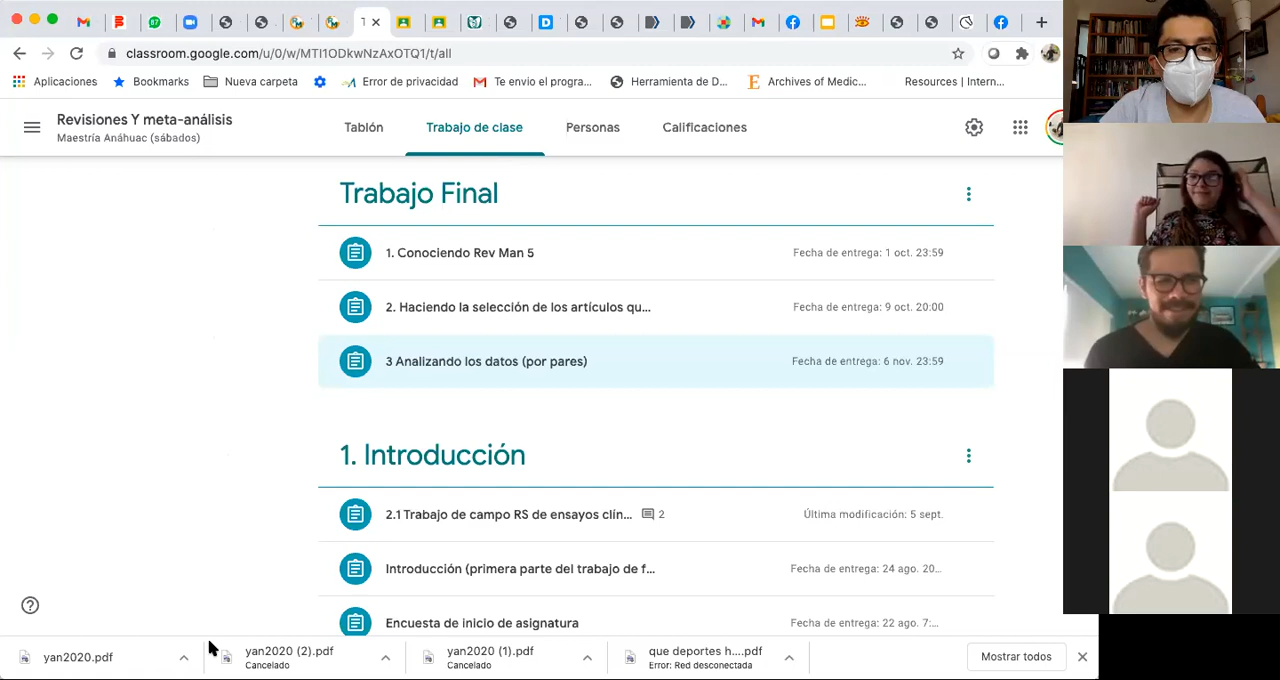 T
classroom.google.com/u/0/w/MTI1ODkwNzAxOTQ1/t/all
Aplicaciones
Bookmarks
Nueva carpeta
Error de privacidad
Te envio el progra...
Herramienta de D...
Archives of Medic...
Resources | Intern...
Revisiones Y meta-análisis
Maestría Anáhuac (sábados)
Tablón
Trabajo de clase
Personas
Calificaciones
Trabajo Final
1. Conociendo Rev Man 5
Fecha de entrega: 1 oct. 23:59
2. Haciendo la selección de los artículos qu...
Fecha de entrega: 9 oct. 20:00
3 Analizando los datos (por pares)
Fecha de entrega: 6 nov. 23:59
1. Introducción
2.1 Trabajo de campo RS de ensayos clín...
2
Última modificación: 5 sept.
Introducción (primera parte del trabajo de f...
Fecha de entrega: 24 ago. 20...
Encuesta de inicio de asignatura
Fecha de entrega: 22 ago. 7:...
yan2020.pdf
yan2020 (2).pdf
Cancelado
yan2020 (1).pdf
Cancelado
que deportes h....pdf
Error: Red desconectada
Mostrar todos